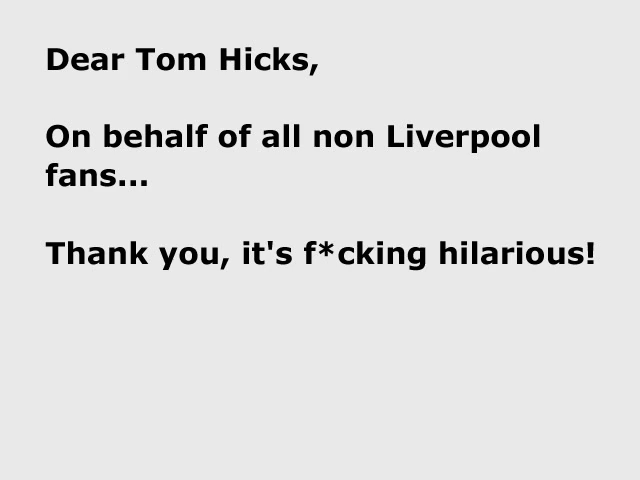 Dear Tom Hicks,
On behalf of all non Liverpool
fans...
Thank you, it's f*cking hilarious!